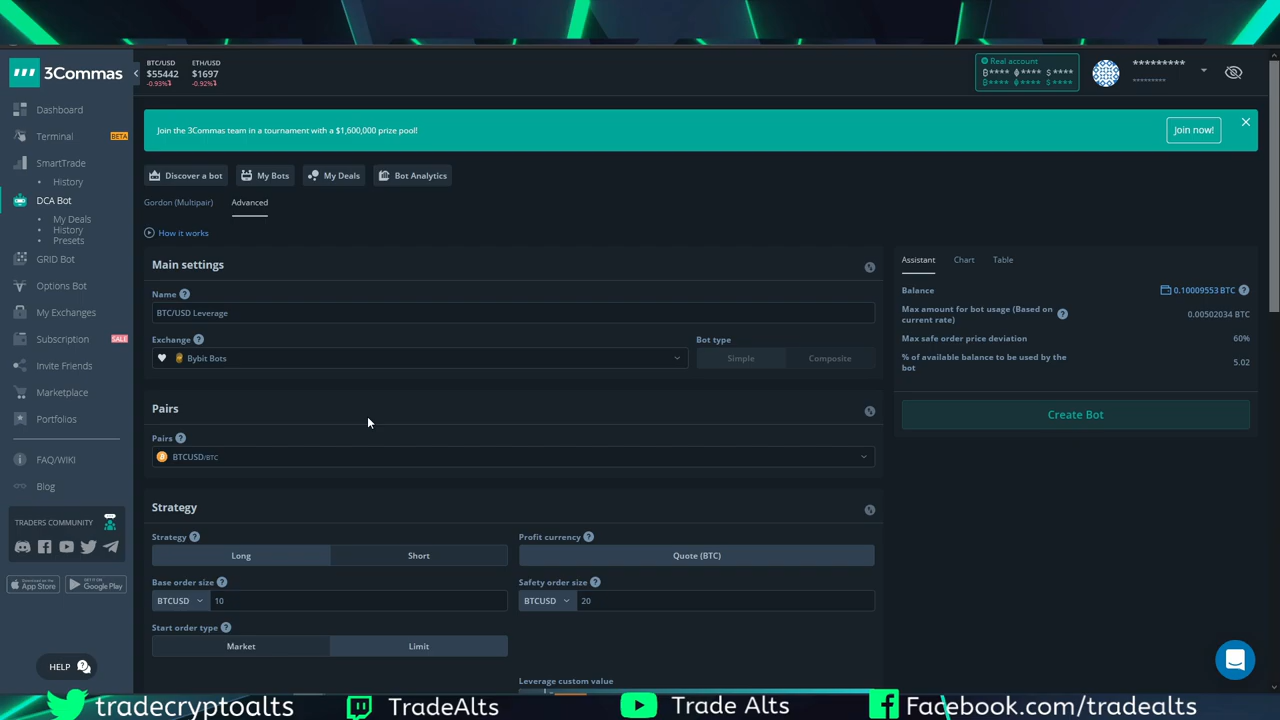 3Commas
BTC/USD
$55442
-0.93%
ETH/USD
$1697
-0.92%
Real account
**** **** $ ****
**** **** $ ****
*********
*********
Dashboard
Terminal
BETA
SmartTrade
History
DCA Bot
My Deals
History
Presets
GRID Bot
Options Bot
My Exchanges
Subscription
SALE
Invite Friends
Marketplace
Portfolios
FAQ/WIKI
Blog
TRADERS COMMUNITY
Download on the
App Store
GET IT ON
Google Play
HELP
Join the 3Commas team in a tournament with a $1,600,000 prize pool!
Join now!
Discover a bot
My Bots
My Deals
Bot Analytics
Gordon (Multipair)
Advanced
How it works
Main settings
Name ?
BTC/USD Leverage
Exchange ?
Bybit Bots
Bot type
Simple
Composite
Pairs
Pairs ?
BTCUSD/BTC
Strategy
Strategy ?
Long
Short
Profit currency ?
Quote (BTC)
Base order size ?
BTCUSD
10
Safety order size ?
BTCUSD
20
Start order type ?
Market
Limit
Leverage custom value
Assistant
Chart
Table
Balance
0.10009553 BTC ?
Max amount for bot usage (Based on
current rate) ?
0.00502034 BTC
Max safe order price deviation
60%
% of available balance to be used by the
bot
5.02
Create Bot
tradecryptoalts
TradeAlts
Trade Alts
Facebook.com/tradealts